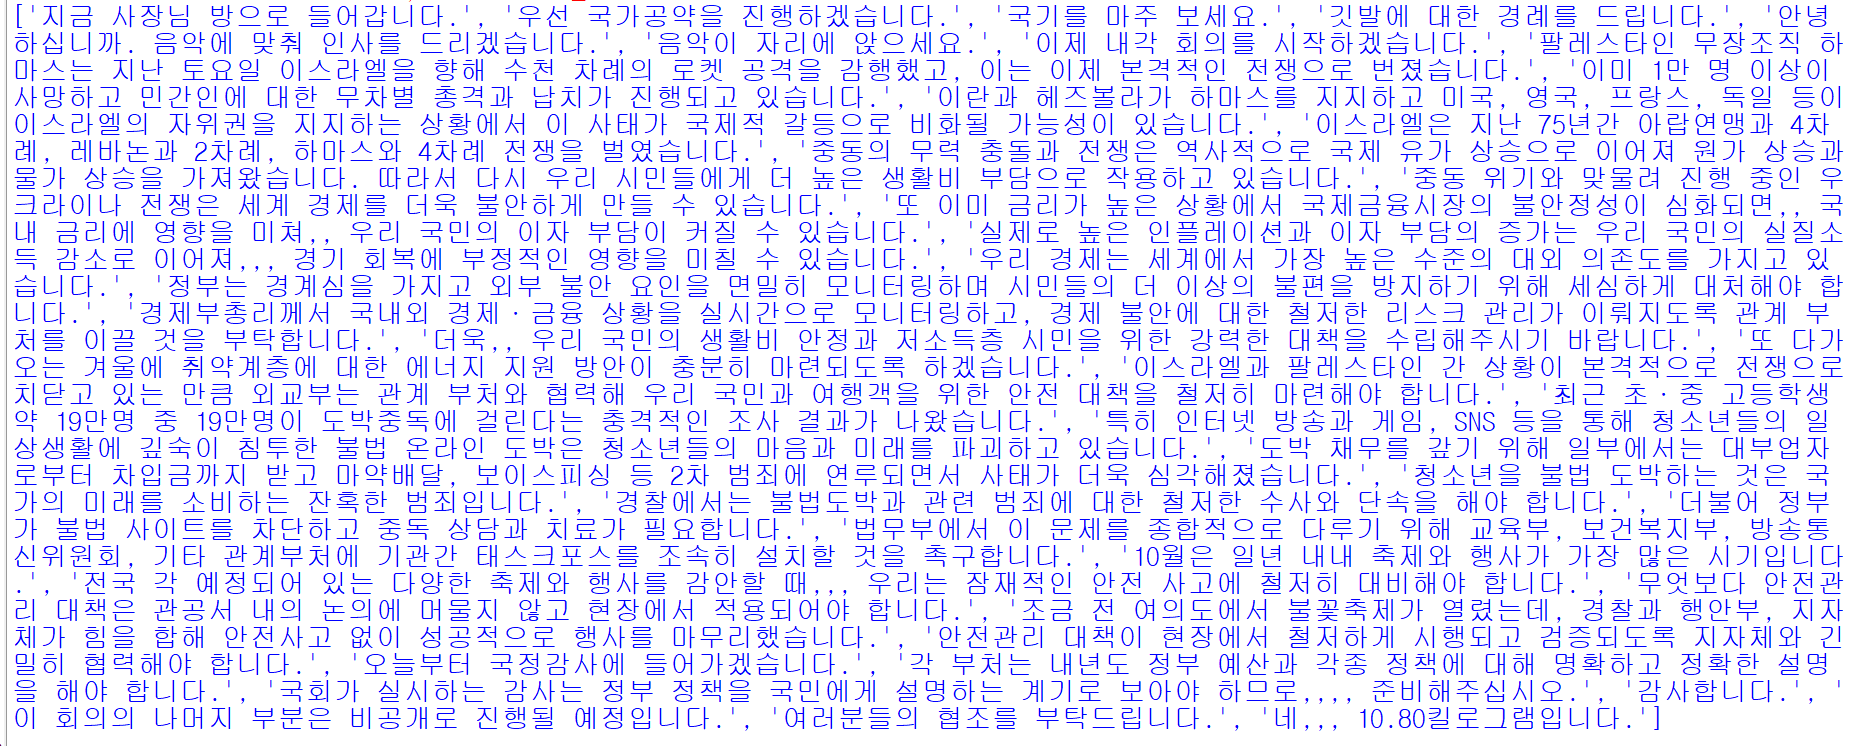 ['지금 사장님 방으로 들어갑니다.', '우선 국가공약을 진행하겠습니다.', '국기를 마주 보세요.', '깃발에 대한 경례를 드립니다.', '안녕
하십니까. 음악에 맞춰 인사를 드리겠습니다.', '음악이 자리에 앉으세요.', '이제 내각 회의를 시작하겠습니다.', '팔레스타인 무장조직 하
마스는 지난 토요일 이스라엘을 향해 수천 차례의 로켓 공격을 감행했고, 이는 이제 본격적인 전쟁으로 번졌습니다.', '이미 1만 명 이상이
사망하고 민간인에 대한 무차별 총격과 납치가 진행되고 있습니다.', '이란과 헤즈볼라가 하마스를 지지하고 미국, 영국, 프랑스, 독일 등이
이스라엘의 자위권을 지지하는 상황에서 이 사태가 국제적 갈등으로 비화될 가능성이 있습니다.', '이스라엘은 지난 75년간 아랍연맹과 4차
례, 레바논과 2차례, 하마스와 4차례 전쟁을 벌였습니다.', '중동의 무력 충돌과 전쟁은 역사적으로 국제 유가 상승으로 이어져 원가 상승과
물가 상승을 가져왔습니다. 따라서 다시 우리 시민들에게 더 높은 생활비 부담으로 작용하고 있습니다.', '중동 위기와 맞물려 진행 중인 우
크라이나 전쟁은 세계 경제를 더욱 불안하게 만들 수 있습니다.', '또 이미 금리가 높은 상황에서 국제금융시장의 불안정성이 심화되면,, 국
내 금리에 영향을 미쳐,, 우리 국민의 이자 부담이 커질 수 있습니다.', '실제로 높은 인플레이션과 이자 부담의 증가는 우리 국민의 실질소
득 감소로 이어져,,, 경기 회복에 부정적인 영향을 미칠 수 있습니다.', '우리 경제는 세계에서 가장 높은 수준의 대외 의존도를 가지고 있
습니다.', '정부는 경계심을 가지고 외부 불안 요인을 면밀히 모니터링하며 시민들의 더 이상의 불편을 방지하기 위해 세심하게 대처해야 합
니다.', '경제부총리께서 국내외 경제·금융 상황을 실시간으로 모니터링하고, 경제 불안에 대한 철저한 리스크 관리가 이뤄지도록 관계 부
처를 이끌 것을 부탁합니다.', '더욱,, 우리 국민의 생활비 안정과 저소득층 시민을 위한 강력한 대책을 수립해주시기 바랍니다.', '또 다가
오는 겨울에 취약계층에 대한 에너지 지원 방안이 충분히 마련되도록 하겠습니다.', '이스라엘과 팔레스타인 간 상황이 본격적으로 전쟁으로
치닫고 있는 만큼 외교부는 관계 부처와 협력해 우리 국민과 여행객을 위한 안전 대책을 철저히 마련해야 합니다.', '최근 초·중 고등학생
약 19만명 중 19만명이 도박중독에 걸린다는 충격적인 조사 결과가 나왔습니다.', '특히 인터넷 방송과 게임, SNS 등을 통해 청소년들의 일
상생활에 깊숙이 침투한 불법 온라인 도박은 청소년들의 마음과 미래를 파괴하고 있습니다.', '도박 채무를 갚기 위해 일부에서는 대부업자
로부터 차입금까지 받고 마약배달, 보이스피싱 등 2차 범죄에 연루되면서 사태가 더욱 심각해졌습니다.', '청소년을 불법 도박하는 것은 국
가의 미래를 소비하는 잔혹한 범죄입니다.', '경찰에서는 불법도박과 관련 범죄에 대한 철저한 수사와 단속을 해야 합니다.', '더불어 정부
가 불법 사이트를 차단하고 중독 상담과 치료가 필요합니다.', '법무부에서 이 문제를 종합적으로 다루기 위해 교육부, 보건복지부, 방송통
신위원회, 기타 관계부처에 기관간 태스크포스를 조속히 설치할 것을 촉구합니다.', '10월은 일년 내내 축제와 행사가 가장 많은 시기입니다
.', '전국 각 예정되어 있는 다양한 축제와 행사를 감안할 때,,, 우리는 잠재적인 안전 사고에 철저히 대비해야 합니다.', '무엇보다 안전관
리 대책은 관공서 내의 논의에 머물지 않고 현장에서 적용되어야 합니다.', '조금 전 여의도에서 불꽃축제가 열렸는데, 경찰과 행안부, 지자
체가 힘을 합해 안전사고 없이 성공적으로 행사를 마무리했습니다.', '안전관리 대책이 현장에서 철저하게 시행되고 검증되도록 지자체와 긴
밀히 협력해야 합니다.', '오늘부터 국정감사에 들어가겠습니다.', '각 부처는 내년도 정부 예산과 각종 정책에 대해 명확하고 정확한 설명
을 해야 합니다.', '국회가 실시하는 감사는 정부 정책을 국민에게 설명하는 계기로 보아야 하므로,,,, 준비해주십시오.', '감사합니다.', '
이 회의의 나머지 부분은 비공개로 진행될 예정입니다.', '여러분들의 협조를 부탁드립니다.', '네,,, 10.80킬로그램입니다.']